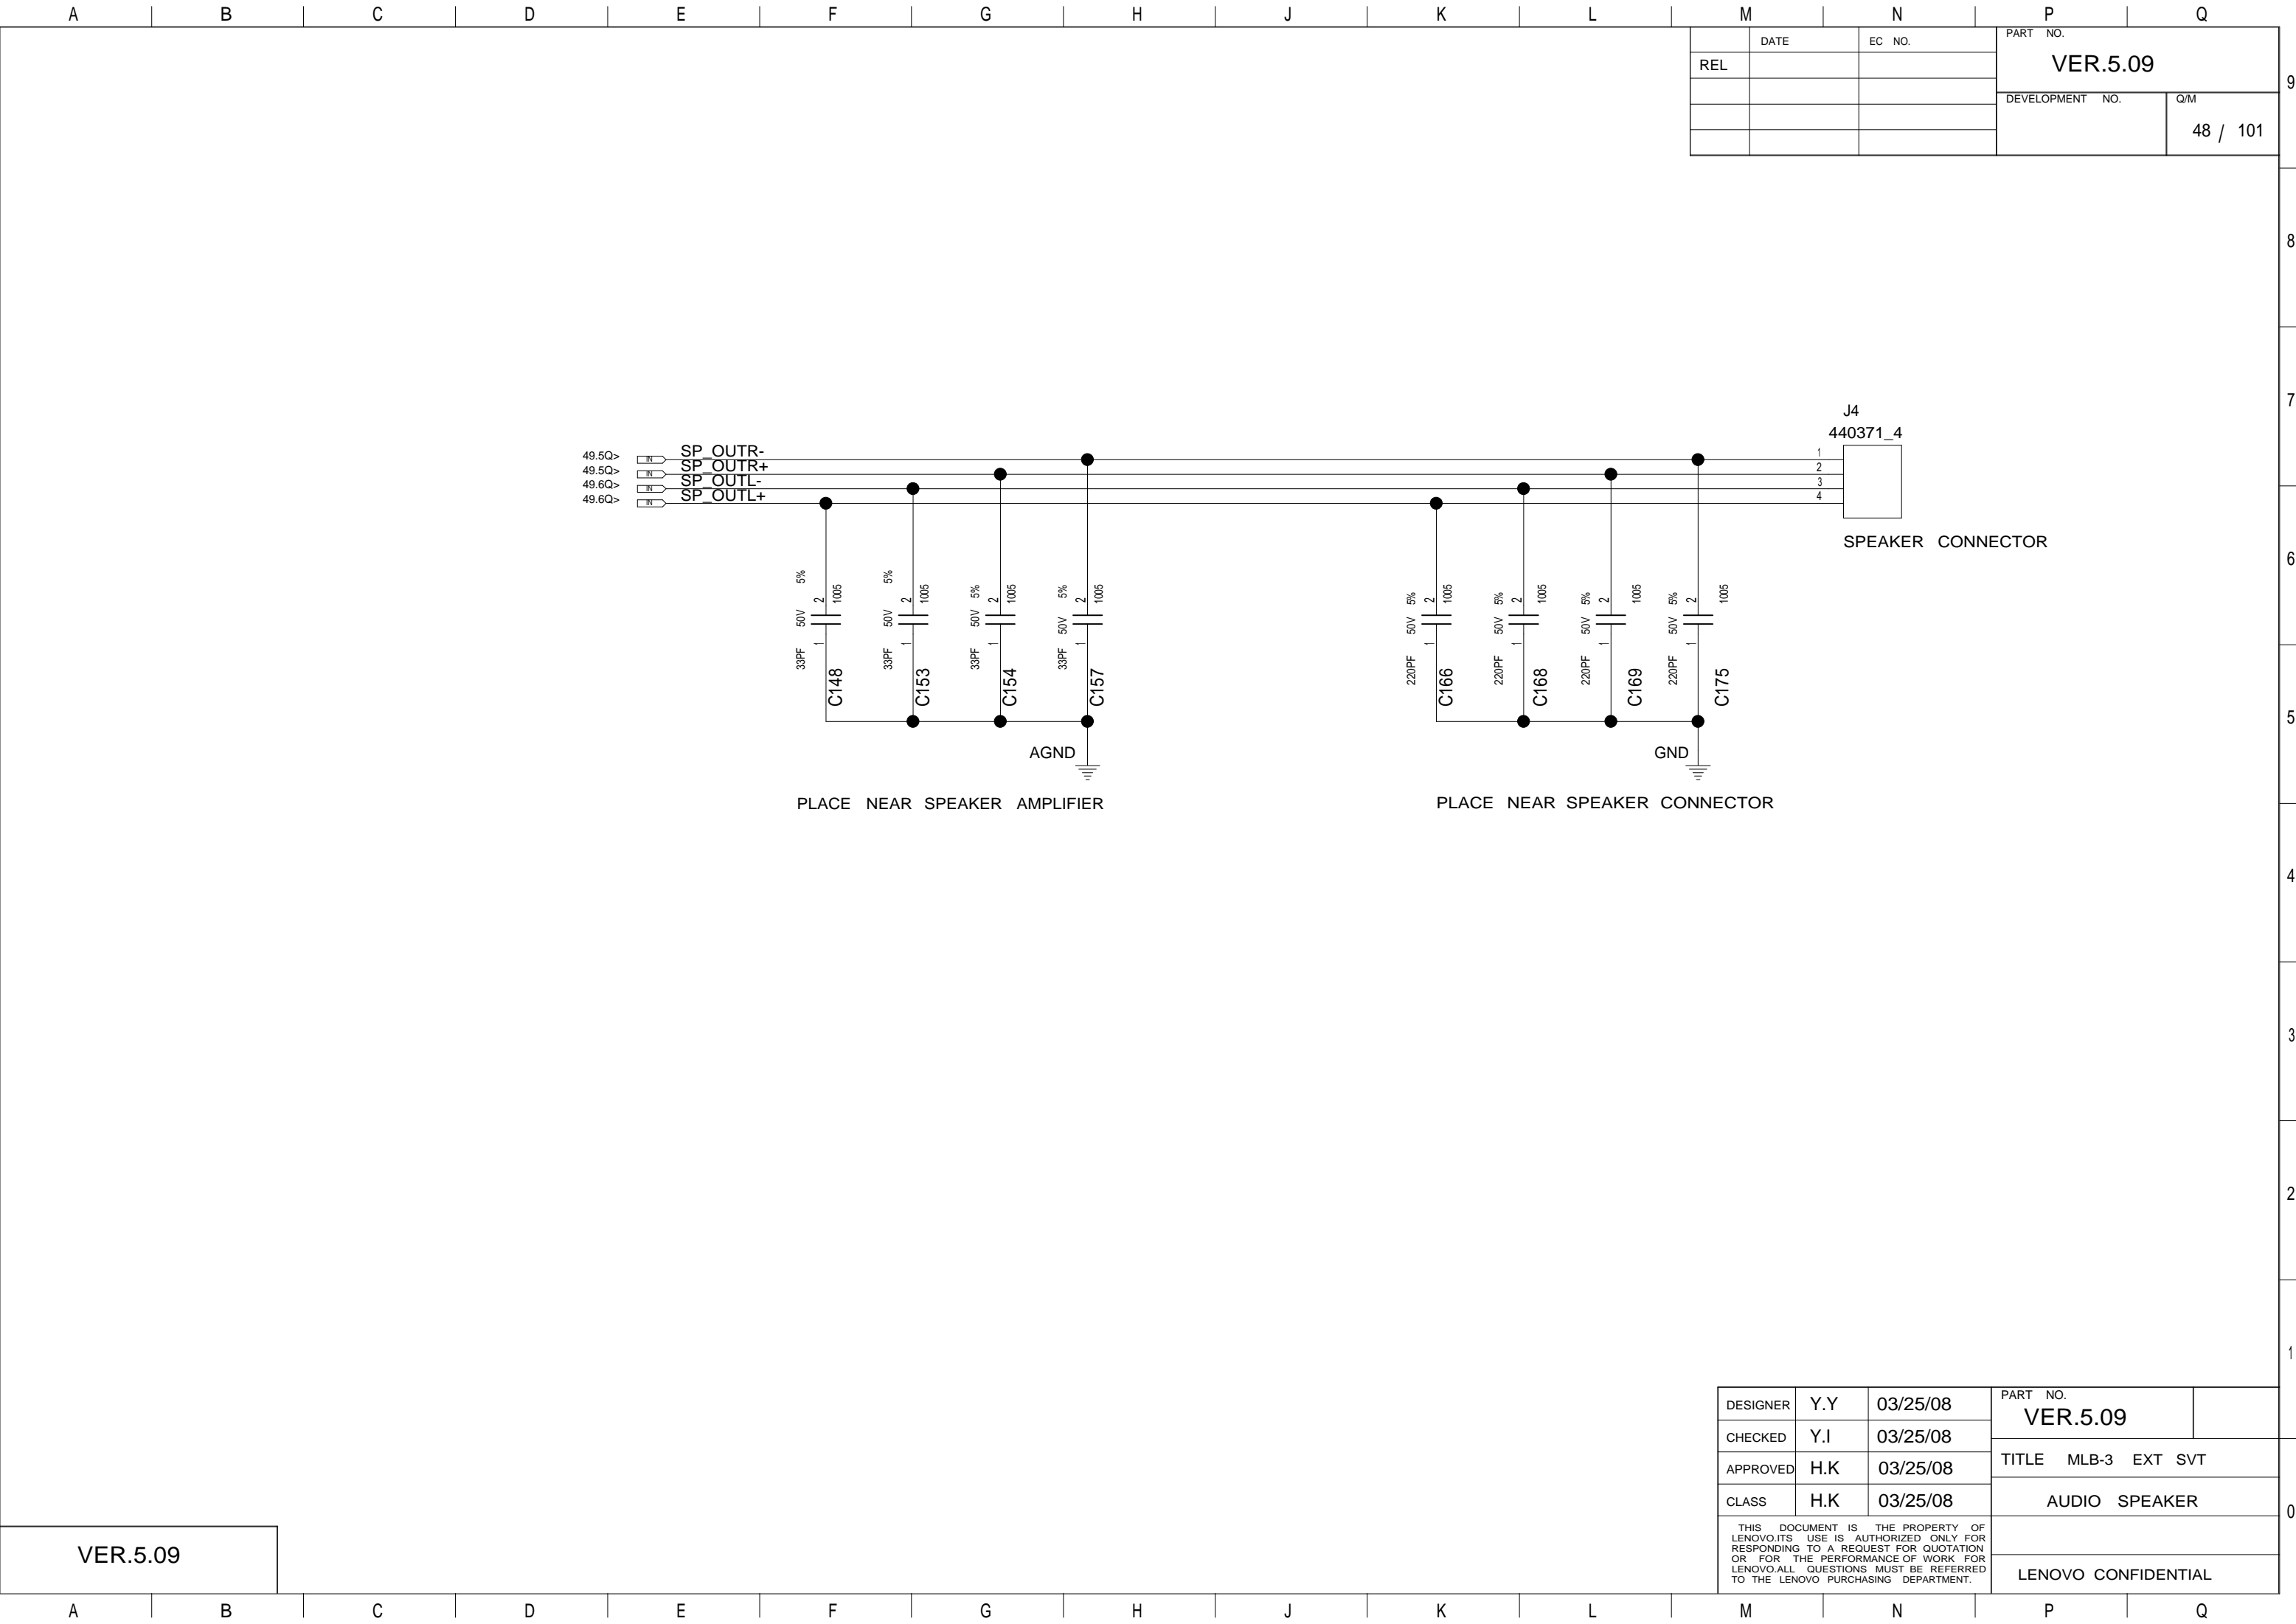 A B C D E F G H J K L M N P Q
DATE EC NO. PART NO.
REL VER.5.09
DEVELOPMENT NO. Q/M
48 / 101
9
8
7
6
5
4
3
2
1
0
J4
440371_4
49.5Q> IN SP_OUTR- 1
49.5Q> IN SP_OUTR+ 2
49.6Q> IN SP_OUTL- 3
49.6Q> IN SP_OUTL+ 4
SPEAKER CONNECTOR
33PF 50V 5% 1 2 1005 C148
33PF 50V 5% 1 2 1005 C153
33PF 50V 5% 1 2 1005 C154
33PF 50V 5% 1 2 1005 C157
220PF 50V 5% 1 2 1005 C166
220PF 50V 5% 1 2 1005 C168
220PF 50V 5% 1 2 1005 C169
220PF 50V 5% 1 2 1005 C175
AGND
GND
PLACE NEAR SPEAKER AMPLIFIER
PLACE NEAR SPEAKER CONNECTOR
DESIGNER Y.Y 03/25/08
CHECKED Y.I 03/25/08
APPROVED H.K 03/25/08
CLASS H.K 03/25/08
PART NO.
VER.5.09
TITLE MLB-3 EXT SVT
AUDIO SPEAKER
THIS DOCUMENT IS THE PROPERTY OF
LENOVO.ITS USE IS AUTHORIZED ONLY FOR
RESPONDING TO A REQUEST FOR QUOTATION
OR FOR THE PERFORMANCE OF WORK FOR
LENOVO.ALL QUESTIONS MUST BE REFERRED
TO THE LENOVO PURCHASING DEPARTMENT.
LENOVO CONFIDENTIAL
VER.5.09
A B C D E F G H J K L M N P Q